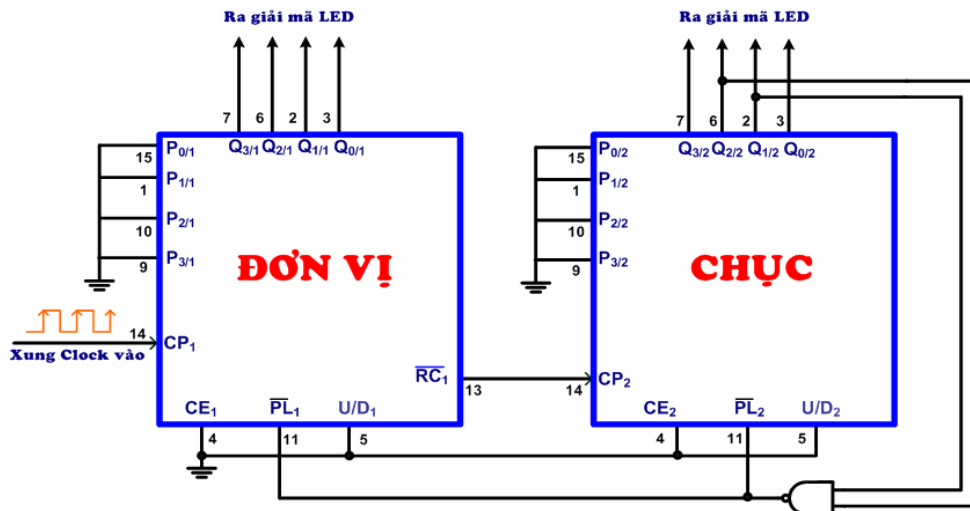 Ra giải mã LED
Ra giải mã LED
7 6 2 3
7 6 2 3
Q3/1 Q2/1 Q1/1 Q0/1
Q3/2 Q2/2 Q1/2 Q0/2
15 P0/1
1 P1/1
10 P2/1
9 P3/1
ĐƠN VỊ
15 P0/2
1 P1/2
10 P2/2
9 P3/2
CHỤC
14 CP1
Xung Clock vào
RC1
13
14 CP2
CE1 PL1 U/D1
4 11 5
CE2 PL2 U/D2
4 11 5